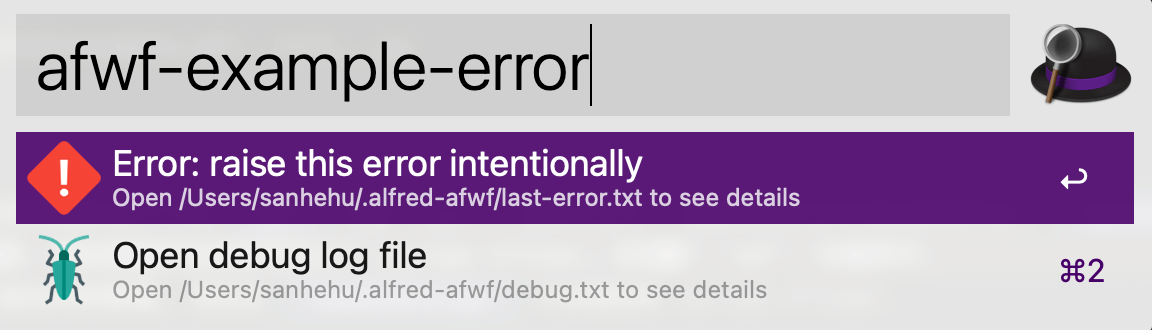 afwf-example-error
Error: raise this error intentionally
Open /Users/sanhehu/.alfred-afwf/last-error.txt to see details
Open debug log file
Open /Users/sanhehu/.alfred-afwf/debug.txt to see details
⌘2